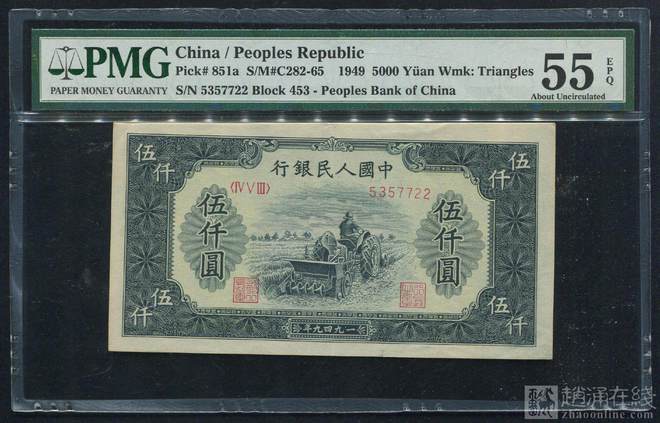 PMG
PAPER MONEY GUARANTY
China / Peoples Republic
Pick# 851a S/M#C282-65 1949 5000 Yüan Wmk: Triangles
S/N 5357722 Block 453 - Peoples Bank of China
55
EPQ
About Uncirculated
伍仟
伍仟
行銀民人國中
〈IV V III〉
5357722
伍仟圓
伍仟圓
伍仟
伍仟
年九四九一
趙涌在綫
zhaoonline.com